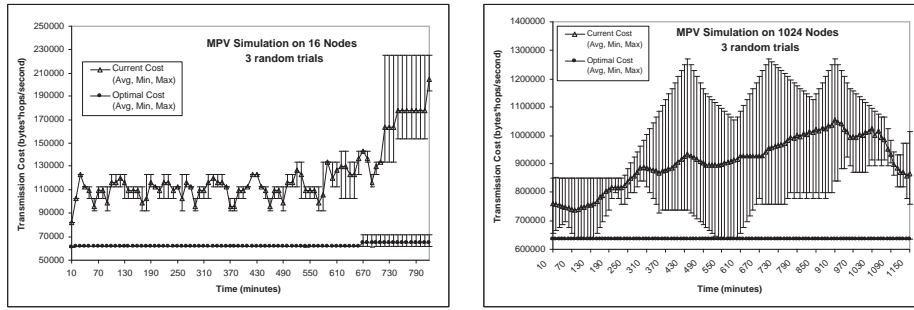 MPV Simulation on 16 Nodes
3 random trials
Current Cost
(Avg, Min, Max)
Optimal Cost
(Avg, Min, Max)
Transmission Cost (bytes*hops/second)
250000
230000
210000
190000
170000
150000
130000
110000
90000
70000
50000
10 70 130 190 250 310 370 430 490 550 610 670 730 790
Time (minutes)
MPV Simulation on 1024 Nodes
3 random trials
Current Cost
(Avg, Min, Max)
Optimal Cost
(Avg, Min, Max)
Transmission Cost (bytes*hops/second)
1400000
1300000
1200000
1100000
1000000
900000
800000
700000
600000
10 70 130 190 250 310 370 430 490 550 610 670 730 790 850 910 970 1030 1090 1150
Time (minutes)